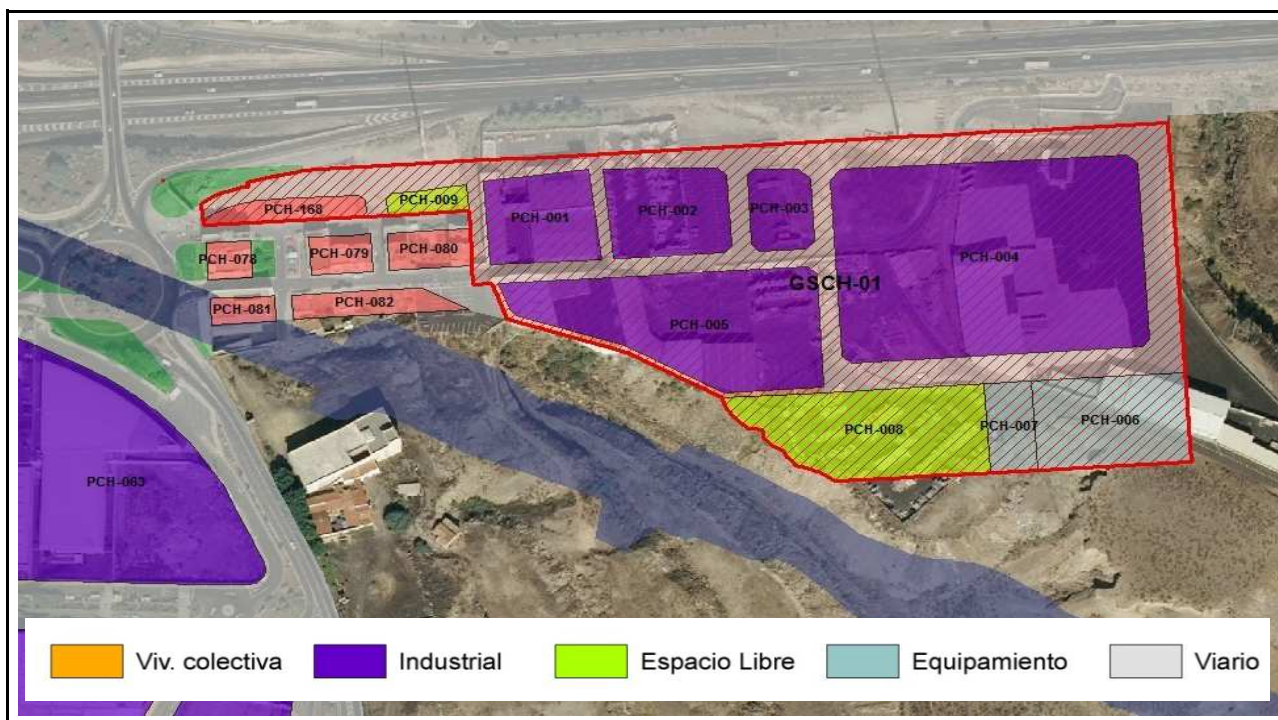 PCH-168
PCH-009
PCH-001
PCH-002
PCH-003
PCH-078
PCH-079
PCH-080
PCH-004
GSCH-01
PCH-081
PCH-082
PCH-005
PCH-008
PCH-007
PCH-006
PCH-063
Viv. colectiva
Industrial
Espacio Libre
Equipamiento
Viario